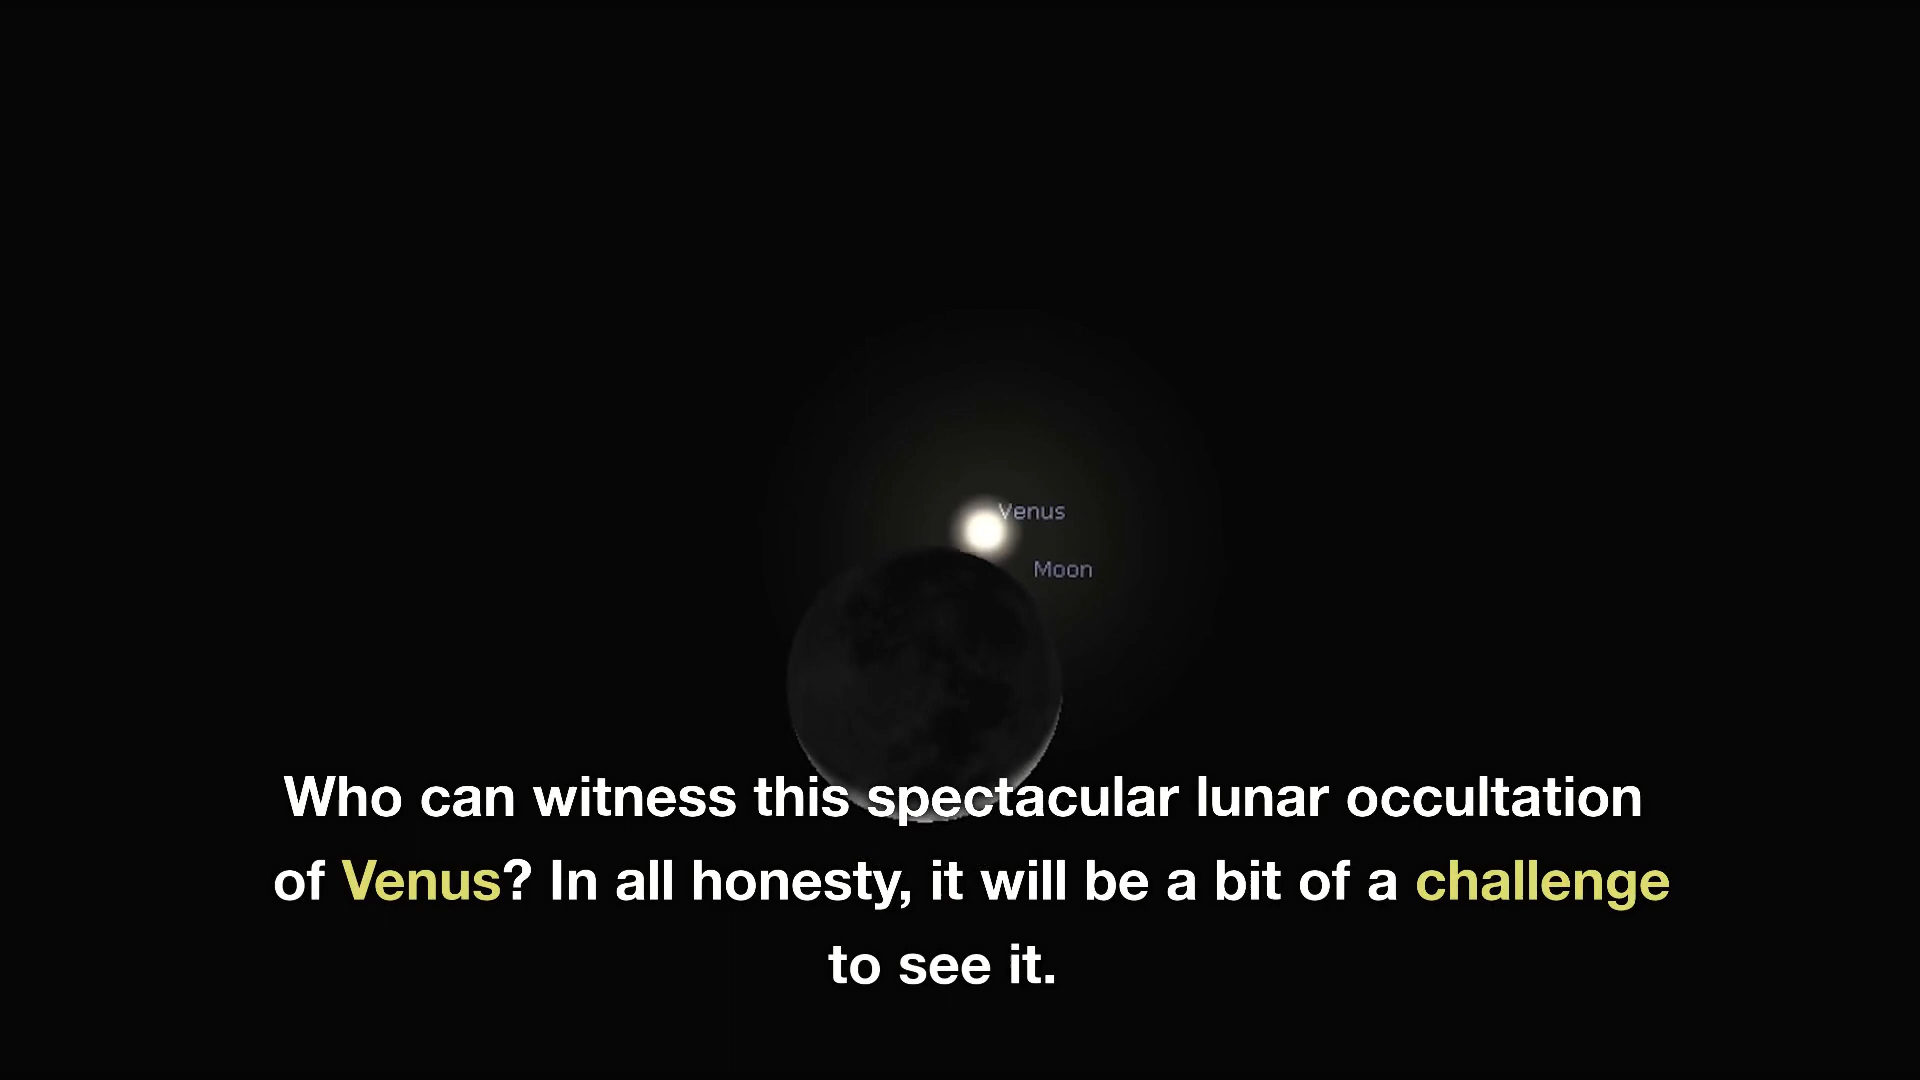 Venus
Moon
Who can witness this spectacular lunar occultation
of Venus? In all honesty, it will be a bit of a challenge
to see it.